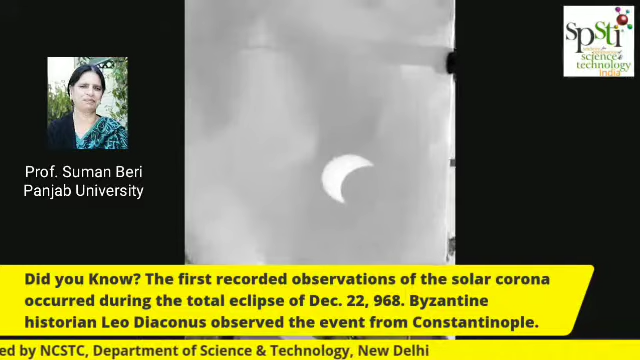 spsti
science
technology
India
Prof. Suman Beri
Panjab University
Did you Know? The first recorded observations of the solar corona
occurred during the total eclipse of Dec. 22, 968. Byzantine
historian Leo Diaconus observed the event from Constantinople.
ed by NCSTC, Department of Science & Technology, New Delhi